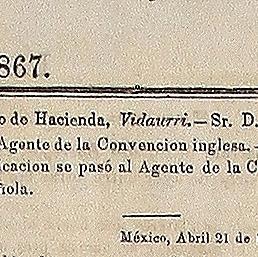 867.
o de Hacienda, Vidaurri.—Sr. D.
Agente de la Convencion inglesa.—
icacion se pasó al Agente de la C
ñola.
México, Abril 21 de